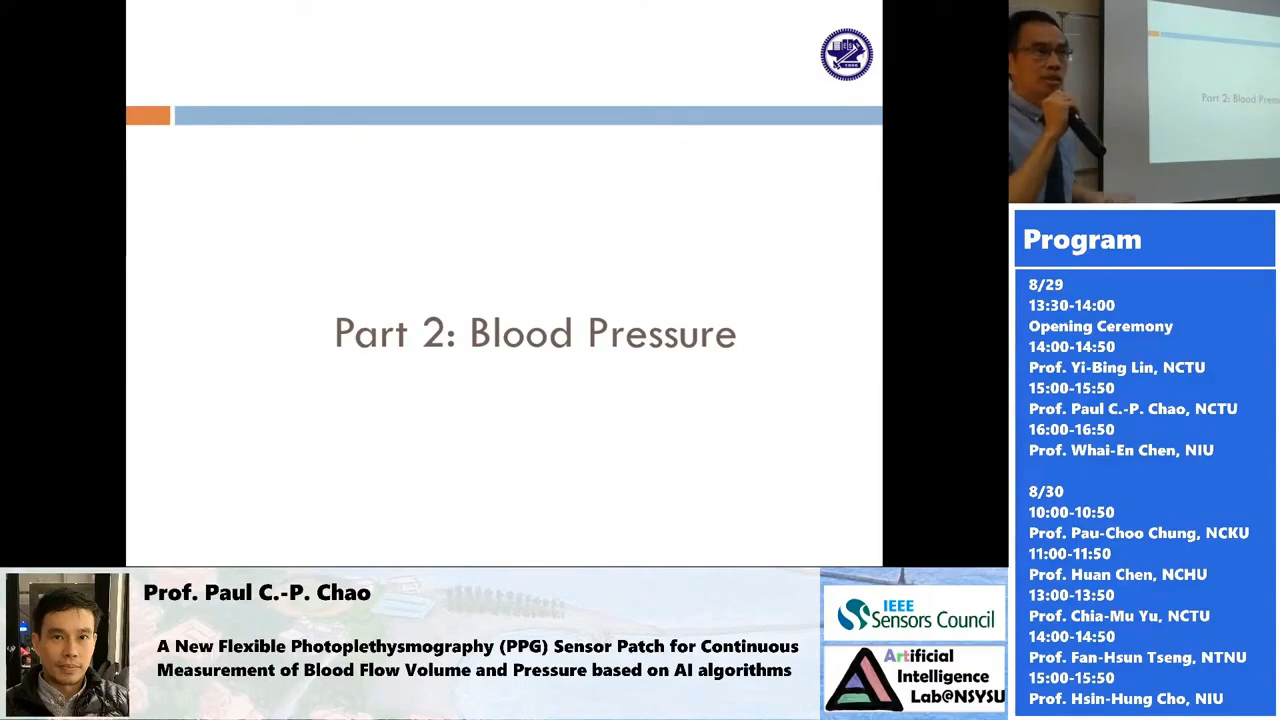 1896
Part 2: Blood Pressure
Part 2: Blood Press
Program
8/29
13:30-14:00
Opening Ceremony
14:00-14:50
Prof. Yi-Bing Lin, NCTU
15:00-15:50
Prof. Paul C.-P. Chao, NCTU
16:00-16:50
Prof. Whai-En Chen, NIU
8/30
10:00-10:50
Prof. Pau-Choo Chung, NCKU
11:00-11:50
Prof. Huan Chen, NCHU
13:00-13:50
Prof. Chia-Mu Yu, NCTU
14:00-14:50
Prof. Fan-Hsun Tseng, NTNU
15:00-15:50
Prof. Hsin-Hung Cho, NIU
Prof. Paul C.-P. Chao
A New Flexible Photoplethysmography (PPG) Sensor Patch for Continuous
Measurement of Blood Flow Volume and Pressure based on AI algorithms
IEEE
Sensors Council
Artificial
Intelligence
Lab@NSYSU